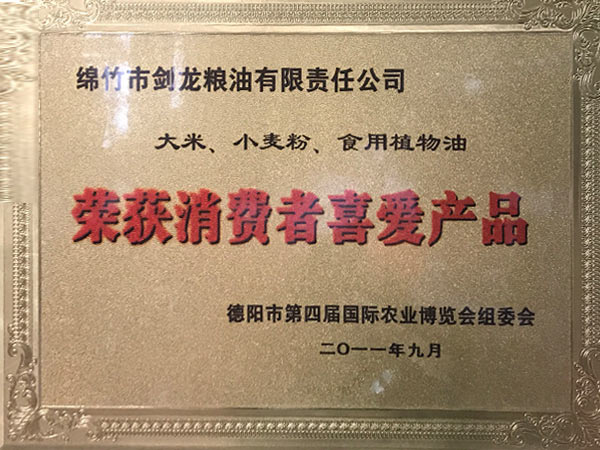 绵竹市剑龙粮油有限责任公司
大米、小麦粉、食用植物油
荣获消费者喜爱产品
德阳市第四届国际农业博览会组委会
二〇一一年九月